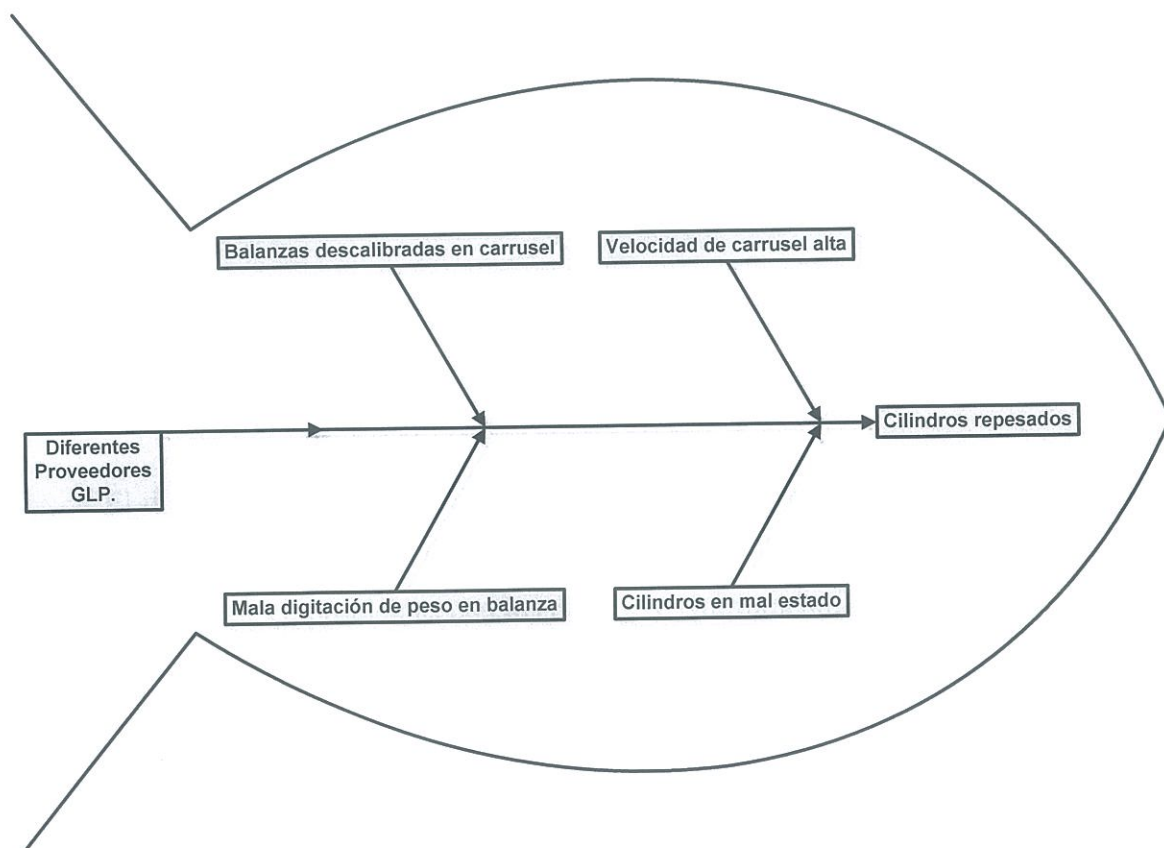 Balanzas descalibradas en carrusel
Velocidad de carrusel alta
Diferentes
Proveedores
GLP.
Cilindros repesados
Mala digitación de peso en balanza
Cilindros en mal estado